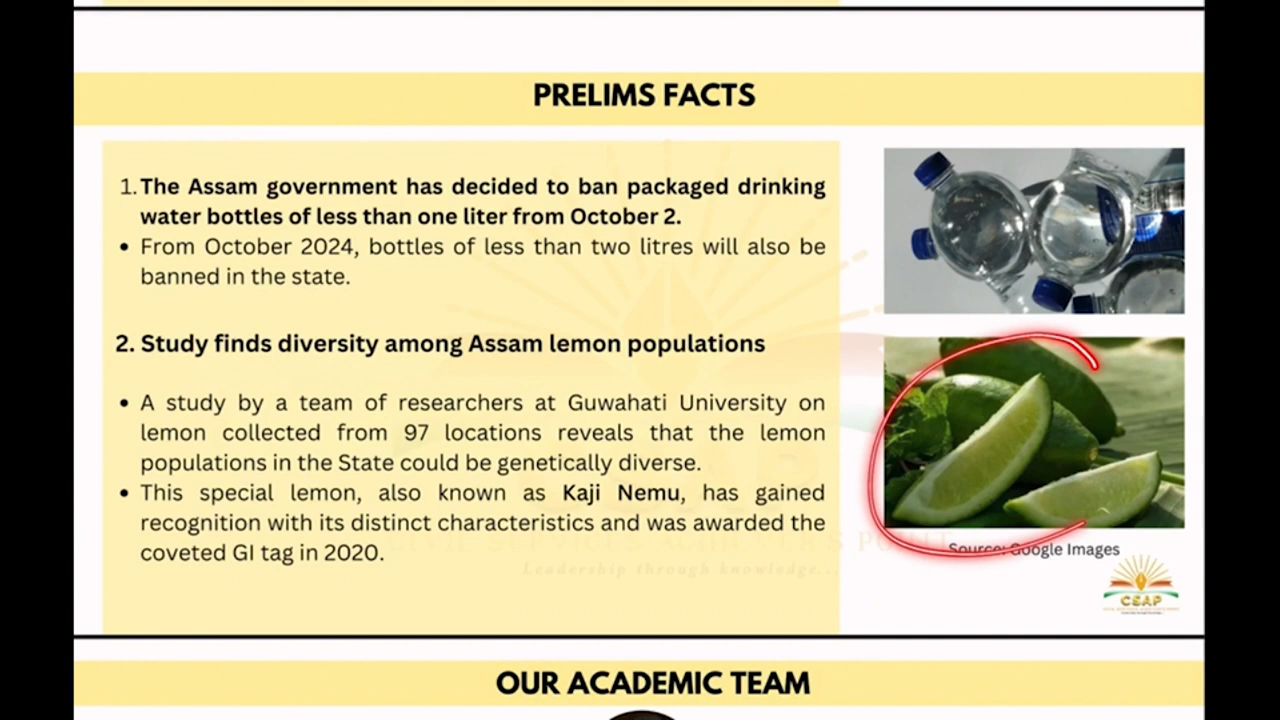 PRELIMS FACTS
1. The Assam government has decided to ban packaged drinking
water bottles of less than one liter from October 2.
• From October 2024, bottles of less than two litres will also be
banned in the state.
2. Study finds diversity among Assam lemon populations
• A study by a team of researchers at Guwahati University on
lemon collected from 97 locations reveals that the lemon
populations in the State could be genetically diverse.
• This special lemon, also known as Kaji Nemu, has gained
recognition with its distinct characteristics and was awarded the
coveted GI tag in 2020.
Leadership through knowledge...
Source: Google Images
CSAP
OUR ACADEMIC TEAM